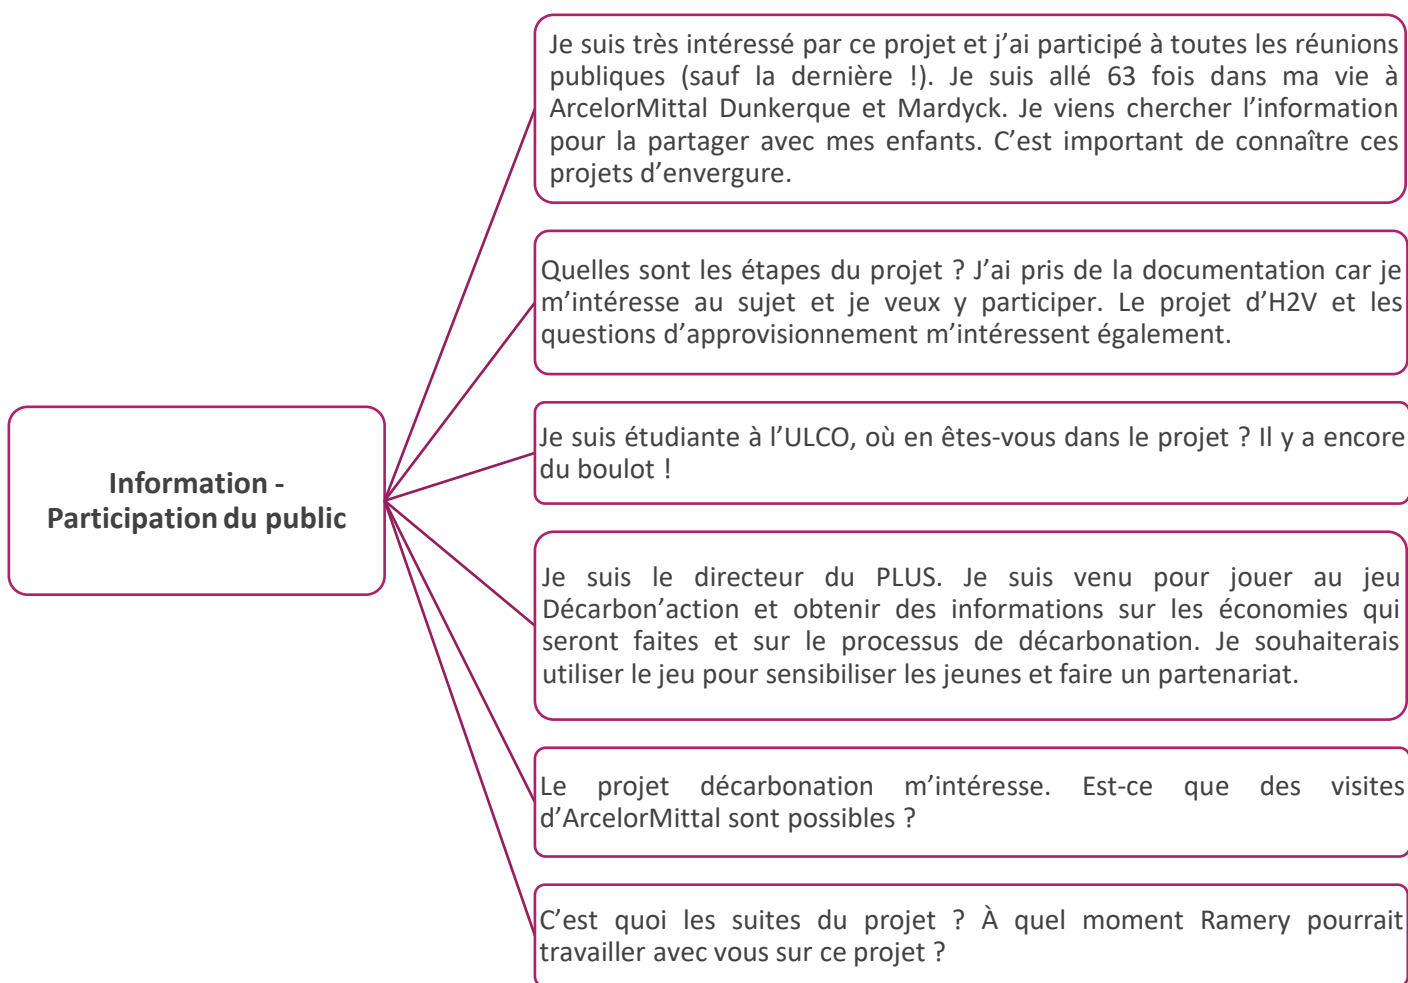 Je suis très intéressé par ce projet et j’ai participé à toutes les réunions
publiques (sauf la dernière !). Je suis allé 63 fois dans ma vie à
ArcelorMittal Dunkerque et Mardyck. Je viens chercher l’information
pour la partager avec mes enfants. C’est important de connaître ces
projets d’envergure.
Quelles sont les étapes du projet ? J’ai pris de la documentation car je
m’intéresse au sujet et je veux y participer. Le projet d’H2V et les
questions d’approvisionnement m’intéressent également.
Je suis étudiante à l’ULCO, où en êtes-vous dans le projet ? Il y a encore
du boulot !
Information -
Participation du public
Je suis le directeur du PLUS. Je suis venu pour jouer au jeu
Décarbon’action et obtenir des informations sur les économies qui
seront faites et sur le processus de décarbonation. Je souhaiterais
utiliser le jeu pour sensibiliser les jeunes et faire un partenariat.
Le projet décarbonation m’intéresse. Est-ce que des visites
d’ArcelorMittal sont possibles ?
C’est quoi les suites du projet ? À quel moment Ramery pourrait
travailler avec vous sur ce projet ?